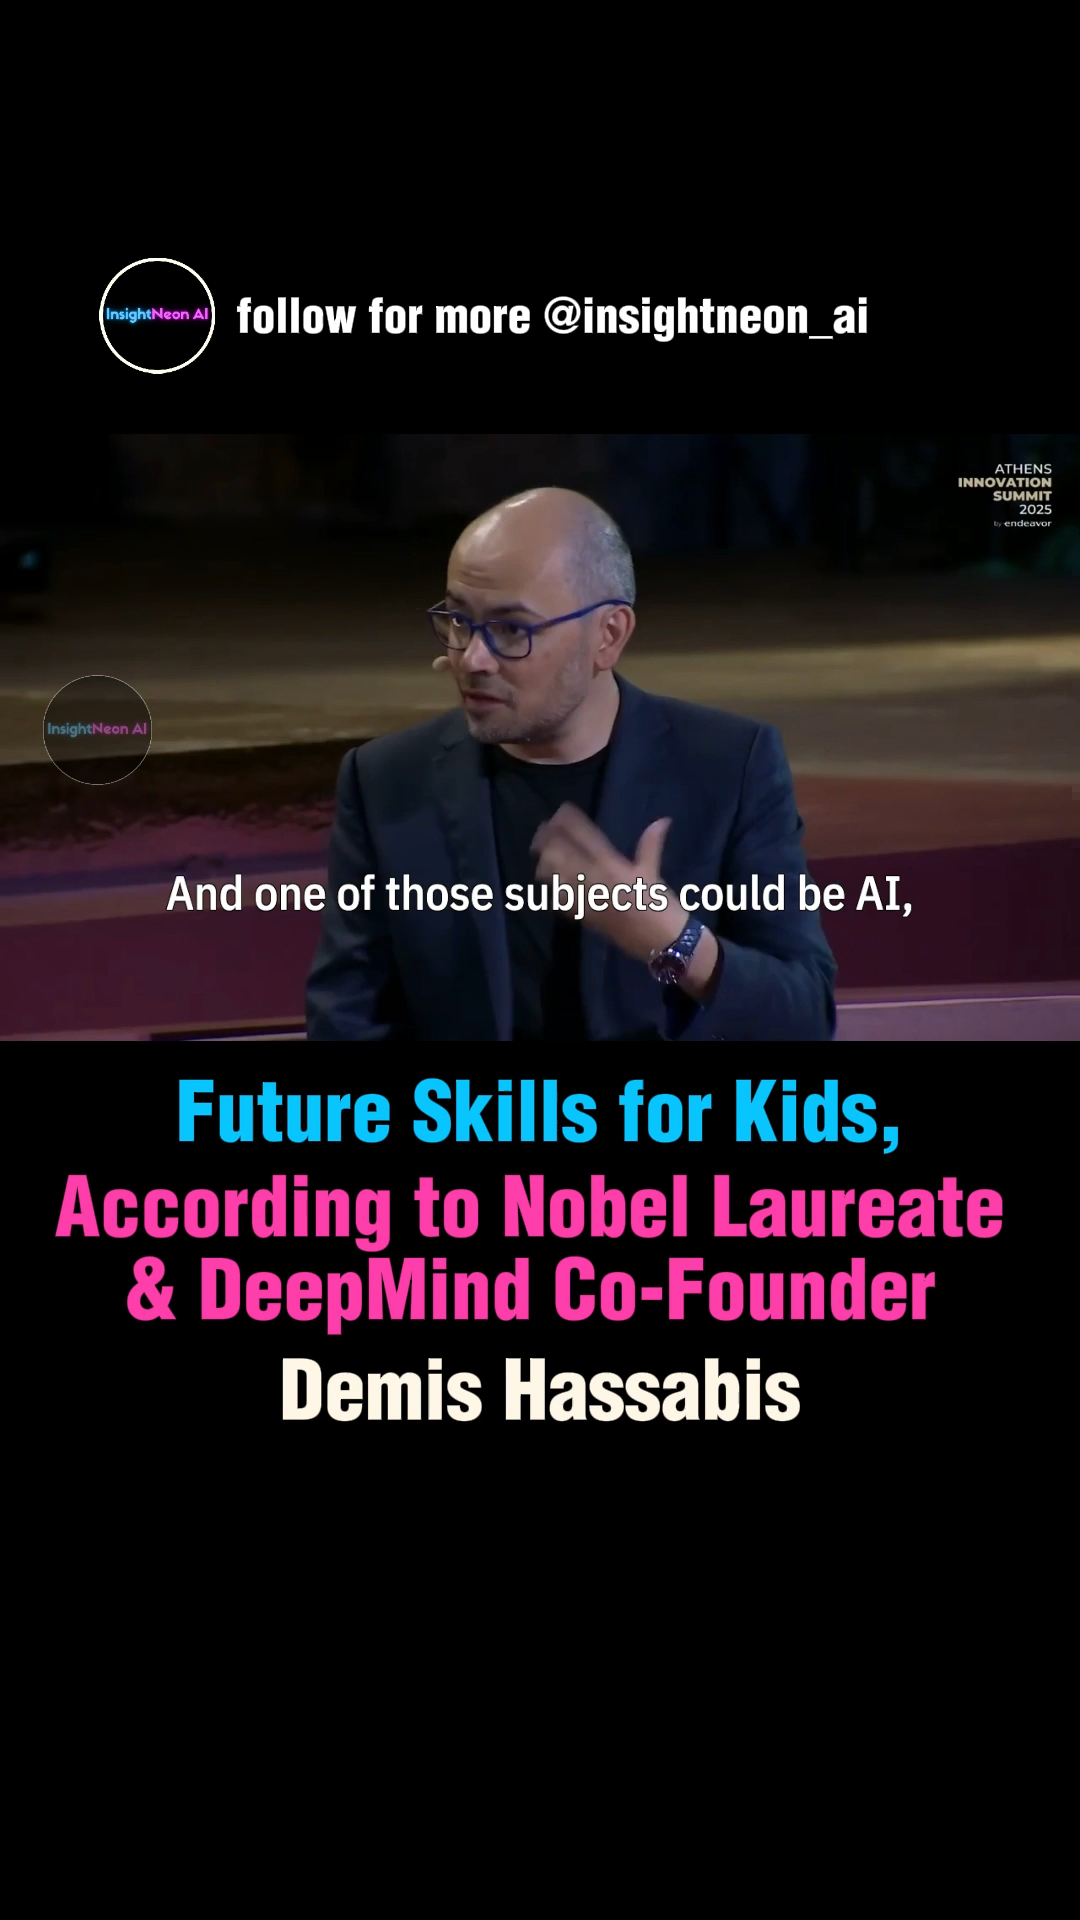 InsightNeon AI
follow for more @insightneon_ai
ATHENS
INNOVATION
SUMMIT
2025
by endeavor
InsightNeon AI
And one of those subjects could be AI,
Future Skills for Kids,
According to Nobel Laureate
& DeepMind Co-Founder
Demis Hassabis